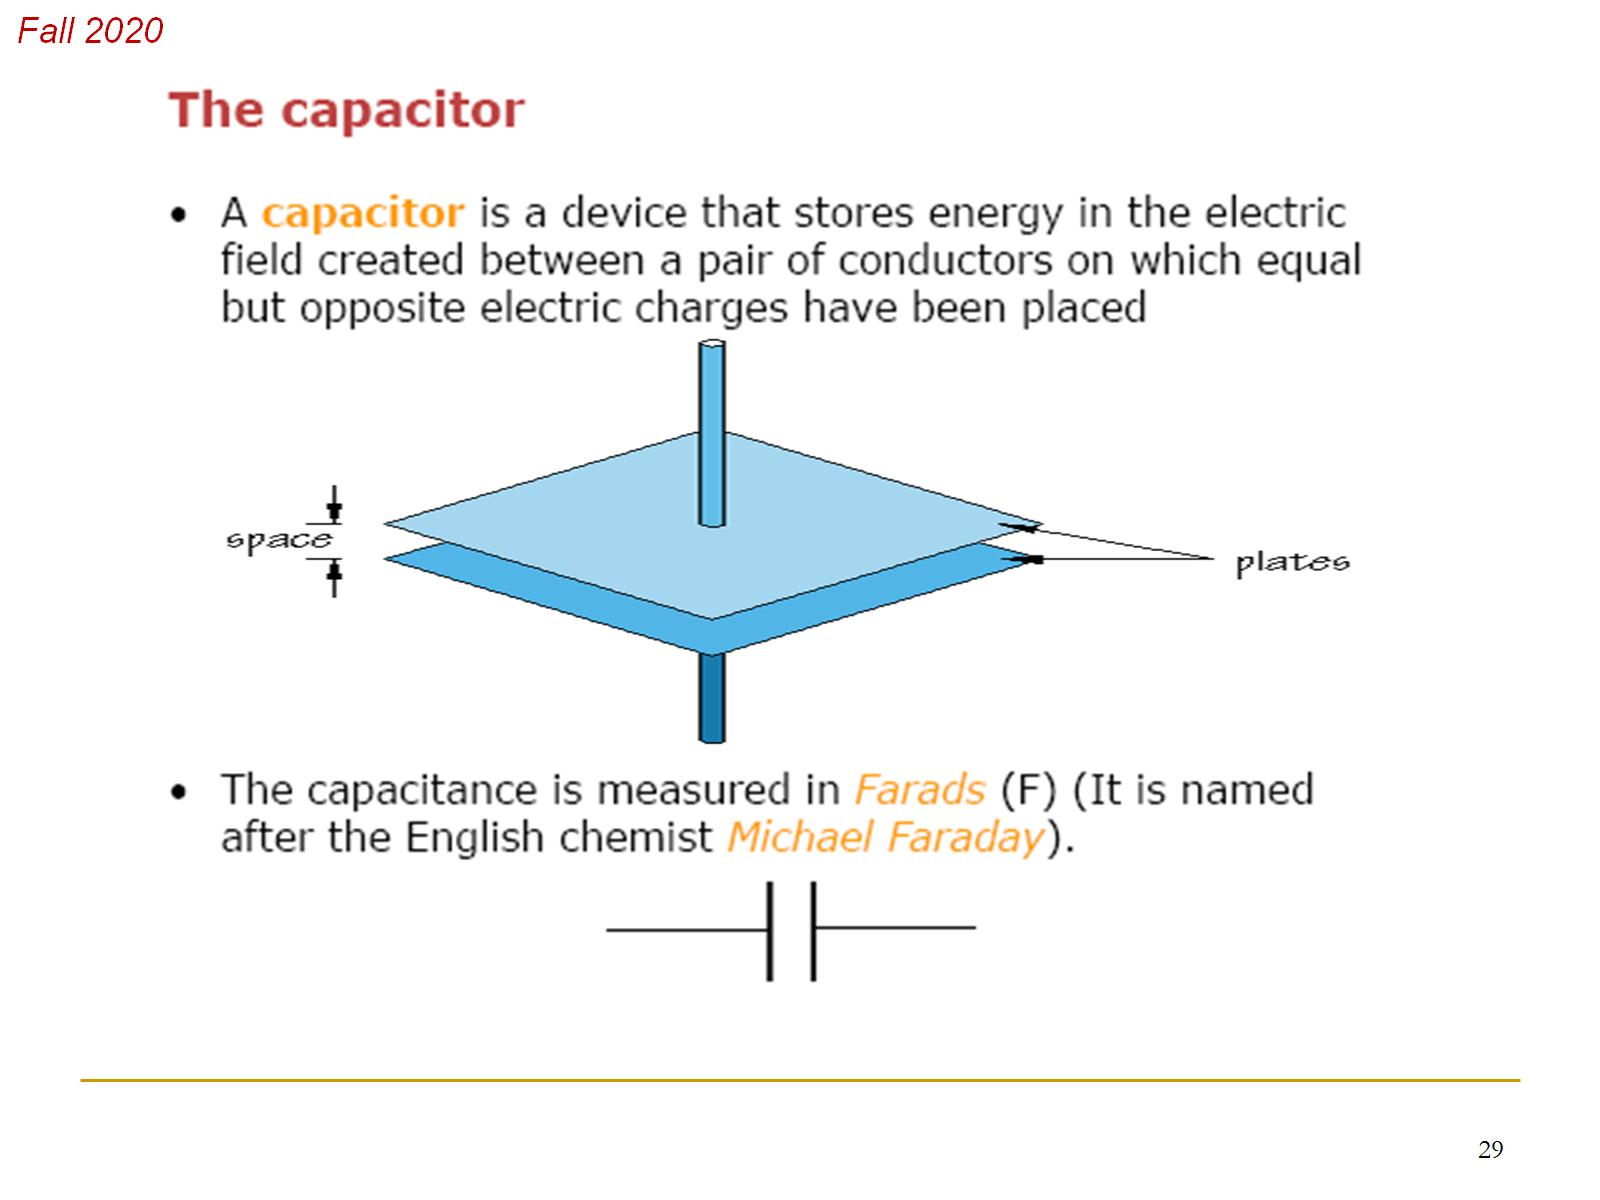 Fall 2020
The capacitor
• A capacitor is a device that stores energy in the electric
field created between a pair of conductors on which equal
but opposite electric charges have been placed
space
plates
• The capacitance is measured in Farads (F) (It is named
after the English chemist Michael Faraday).
29